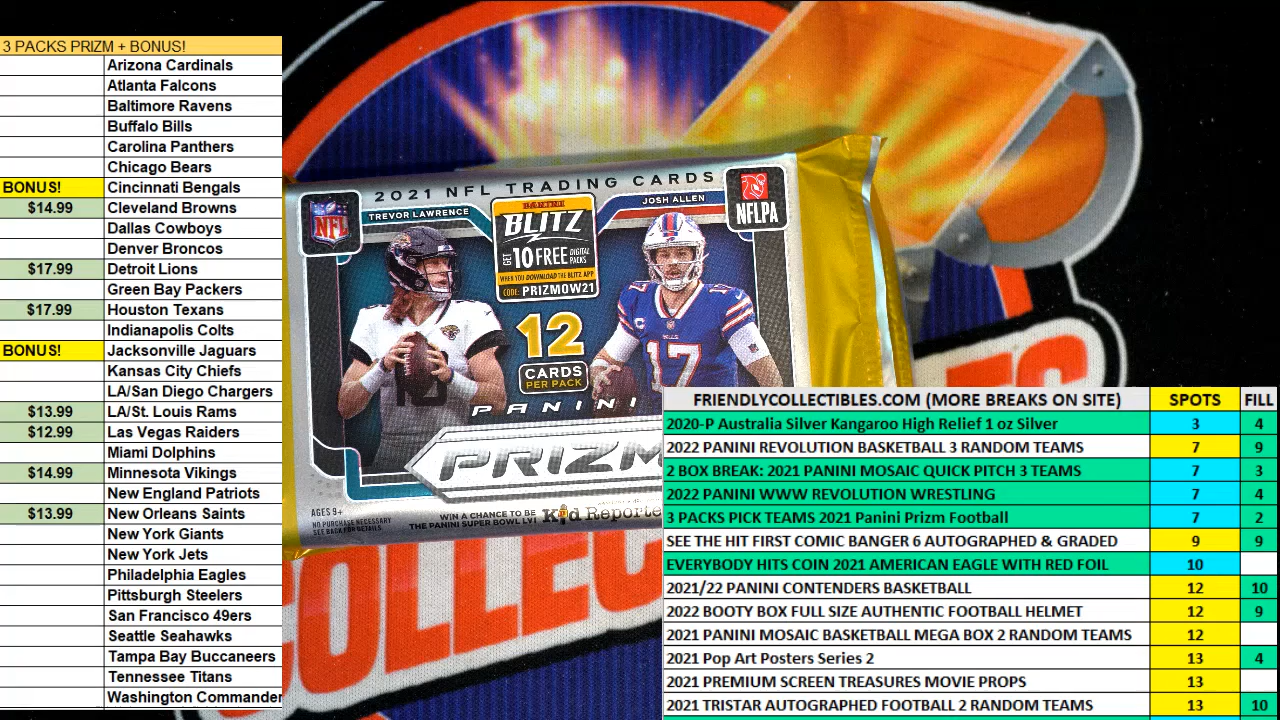 3 PACKS PRIZM + BONUS!
Arizona Cardinals
Atlanta Falcons
Baltimore Ravens
Buffalo Bills
Carolina Panthers
Chicago Bears
BONUS! Cincinnati Bengals
$14.99 Cleveland Browns
Dallas Cowboys
Denver Broncos
$17.99 Detroit Lions
Green Bay Packers
$17.99 Houston Texans
Indianapolis Colts
BONUS! Jacksonville Jaguars
Kansas City Chiefs
LA/San Diego Chargers
$13.99 LA/St. Louis Rams
$12.99 Las Vegas Raiders
Miami Dolphins
$14.99 Minnesota Vikings
New England Patriots
$13.99 New Orleans Saints
New York Giants
New York Jets
Philadelphia Eagles
Pittsburgh Steelers
San Francisco 49ers
Seattle Seahawks
Tampa Bay Buccaneers
Tennessee Titans
Washington Commander
2021 NFL TRADING CARDS
NFL
TREVOR LAWRENCE
JOSH ALLEN
NFLPA
PANINI
BLITZ
GET 10 FREE DIGITAL PACKS
WHEN YOU DOWNLOAD THE BLITZ APP
CODE: PRIZMOW21
12
CARDS
PER PACK
17
PANINI
PRIZM
AGES 9+
NO PURCHASE NECESSARY
SEE BACK FOR DETAILS.
WIN A CHANCE TO BE
THE PANINI SUPER BOWL LVI
Kid Reporte
COLLEC
FRIENDLYCOLLECTIBLES.COM (MORE BREAKS ON SITE) SPOTS FILL
2020-P Australia Silver Kangaroo High Relief 1 oz Silver 3 4
2022 PANINI REVOLUTION BASKETBALL 3 RANDOM TEAMS 7 9
2 BOX BREAK: 2021 PANINI MOSAIC QUICK PITCH 3 TEAMS 7 3
2022 PANINI WWW REVOLUTION WRESTLING 7 4
3 PACKS PICK TEAMS 2021 Panini Prizm Football 7 2
SEE THE HIT FIRST COMIC BANGER 6 AUTOGRAPHED & GRADED 9 9
EVERYBODY HITS COIN 2021 AMERICAN EAGLE WITH RED FOIL 10
2021/22 PANINI CONTENDERS BASKETBALL 12 10
2022 BOOTY BOX FULL SIZE AUTHENTIC FOOTBALL HELMET 12 9
2021 PANINI MOSAIC BASKETBALL MEGA BOX 2 RANDOM TEAMS 12
2021 Pop Art Posters Series 2 13 4
2021 PREMIUM SCREEN TREASURES MOVIE PROPS 13
2021 TRISTAR AUTOGRAPHED FOOTBALL 2 RANDOM TEAMS 13 10